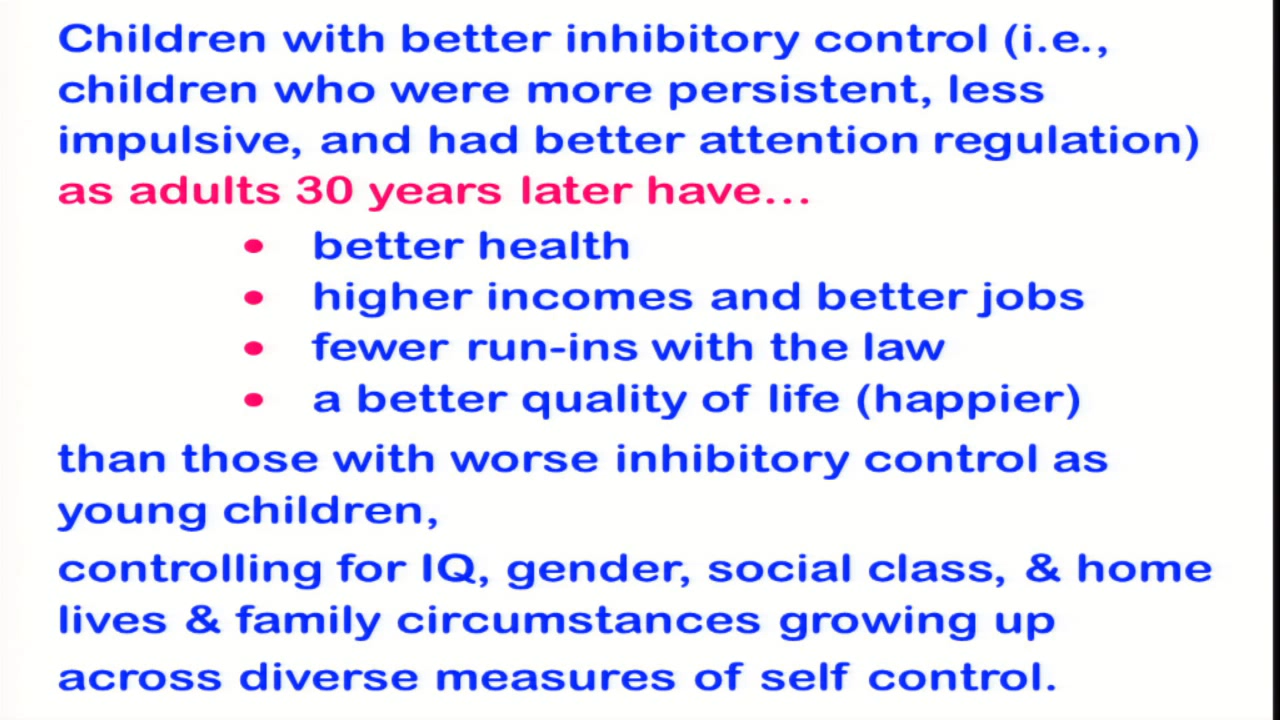 Children with better inhibitory control (i.e.,
children who were more persistent, less
impulsive, and had better attention regulation)
as adults 30 years later have...
• better health
• higher incomes and better jobs
• fewer run-ins with the law
• a better quality of life (happier)
than those with worse inhibitory control as
young children,
controlling for IQ, gender, social class, & home
lives & family circumstances growing up
across diverse measures of self control.